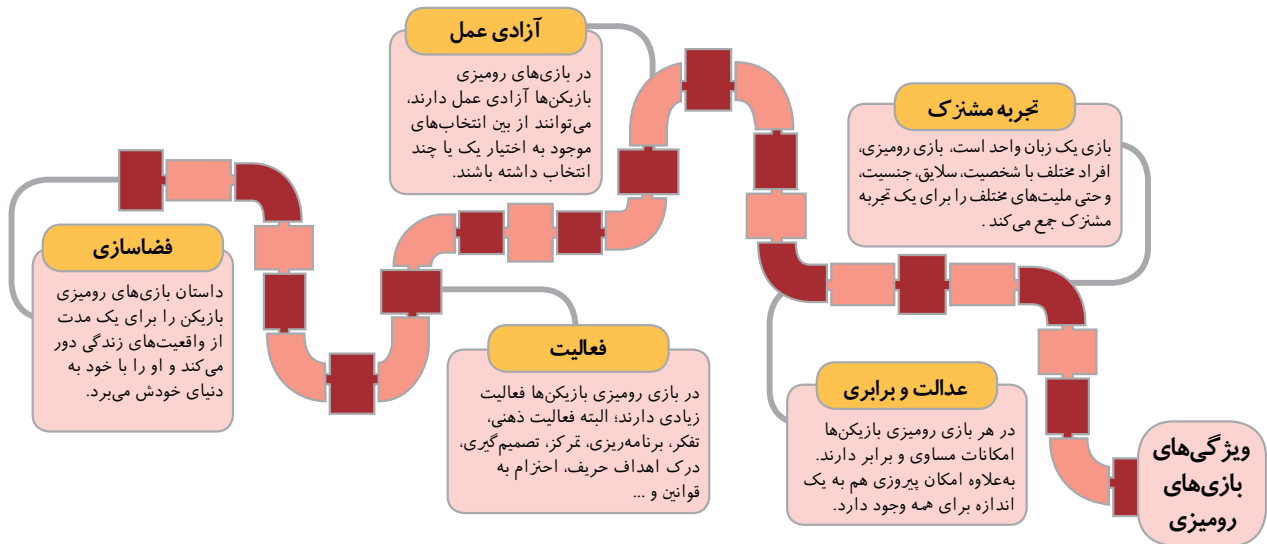 ویژگی‌های
بازی‌های
رومیزی
تجربه مشترک
بازی یک زبان واحد است، بازی رومیزی،
افراد مختلف با شخصیت، سلایق، جنسیت،
و حتی ملیت‌های مختلف را برای یک تجربه
مشترک جمع می‌کند .
عدالت و برابری
در هر بازی رومیزی بازیکن‌ها
امکانات مساوی و برابر دارند.
به‌علاوه امکان پیروزی هم به یک
اندازه برای همه وجود دارد.
آزادی عمل
در بازی‌های رومیزی
بازیکن‌ها آزادی عمل دارند،
می‌توانند از بین انتخاب‌های
موجود به اختیار یک یا چند
انتخاب داشته باشند.
فعالیت
در بازی رومیزی بازیکن‌ها فعالیت
زیادی دارند؛ البته فعالیت ذهنی،
تفکر، برنامه‌ریزی، تمرکز، تصمیم‌گیری،
درک اهداف حریف، احترام به
قوانین و ...
فضاسازی
داستان بازی‌های رومیزی
بازیکن را برای یک مدت
از واقعیت‌های زندگی دور
می‌کند و او را با خود به
دنیای خودش می‌برد.